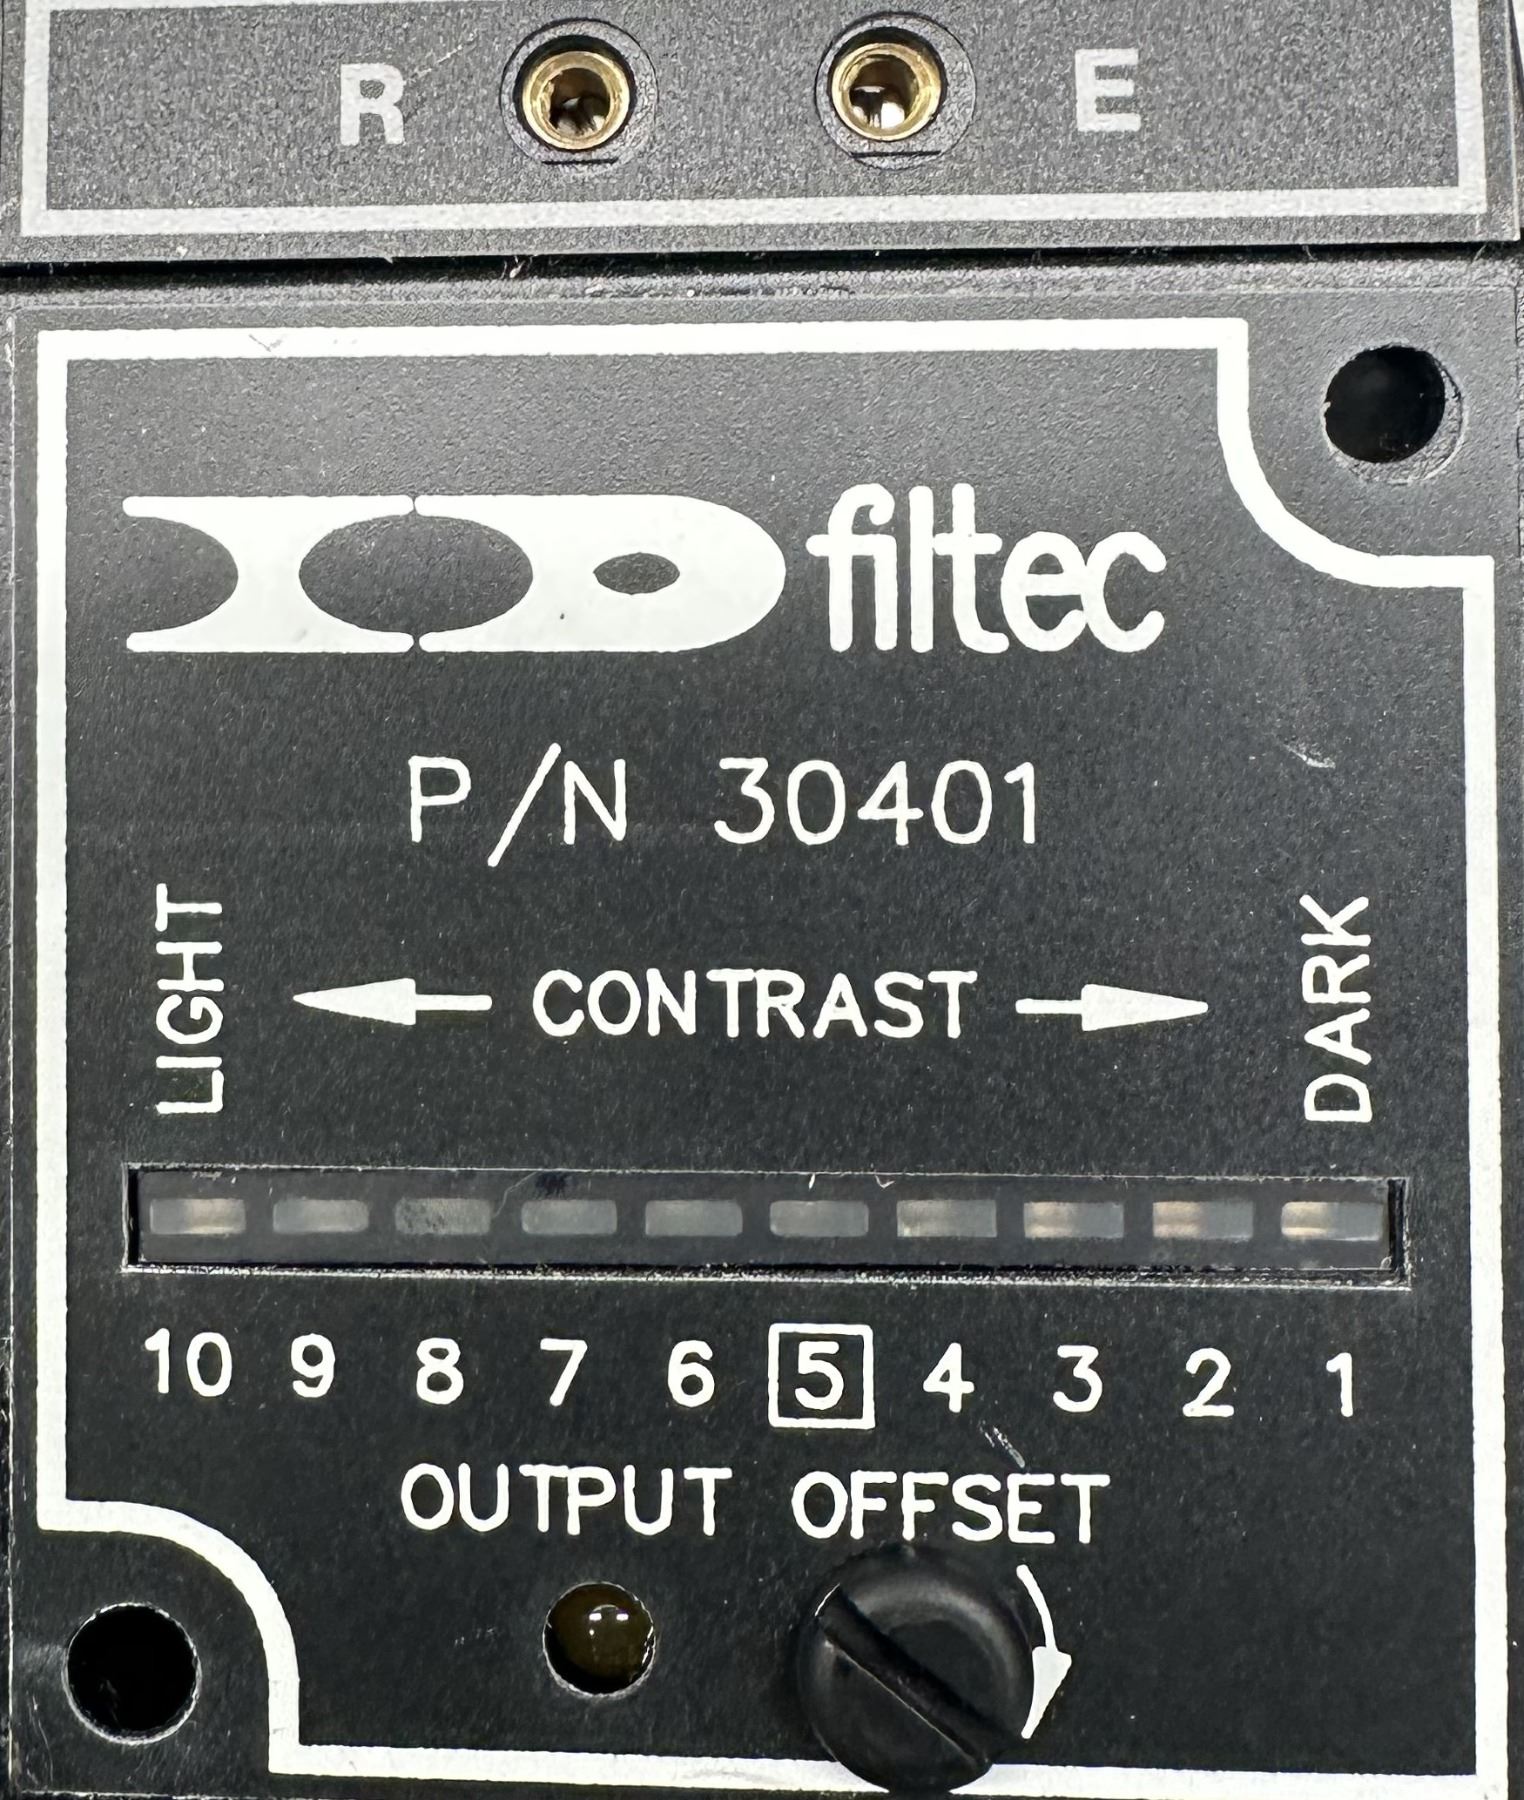 R E
filtec
P/N 30401
LIGHT CONTRAST DARK
10 9 8 7 6 5 4 3 2 1
OUTPUT OFFSET